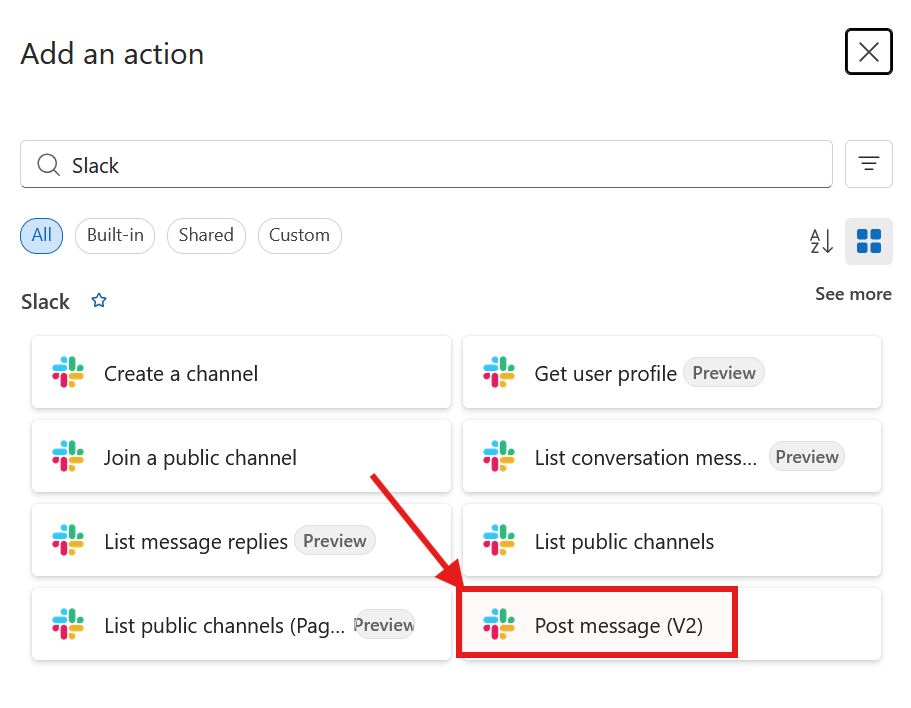 Add an action
Slack
All Built-in Shared Custom
Slack
See more
Create a channel
Get user profile Preview
Join a public channel
List conversation mess... Preview
List message replies Preview
List public channels
List public channels (Pag... Preview
Post message (V2)